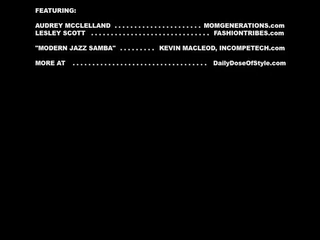 FEATURING:
AUDREY MCCLELLAND ...................... MOMGENERATIONS.com
LESLEY SCOTT .............................. FASHIONTRIBES.com
"MODERN JAZZ SAMBA" ......... KEVIN MACLEOD, INCOMPETECH.com
MORE AT .................................. DailyDoseOfStyle.com